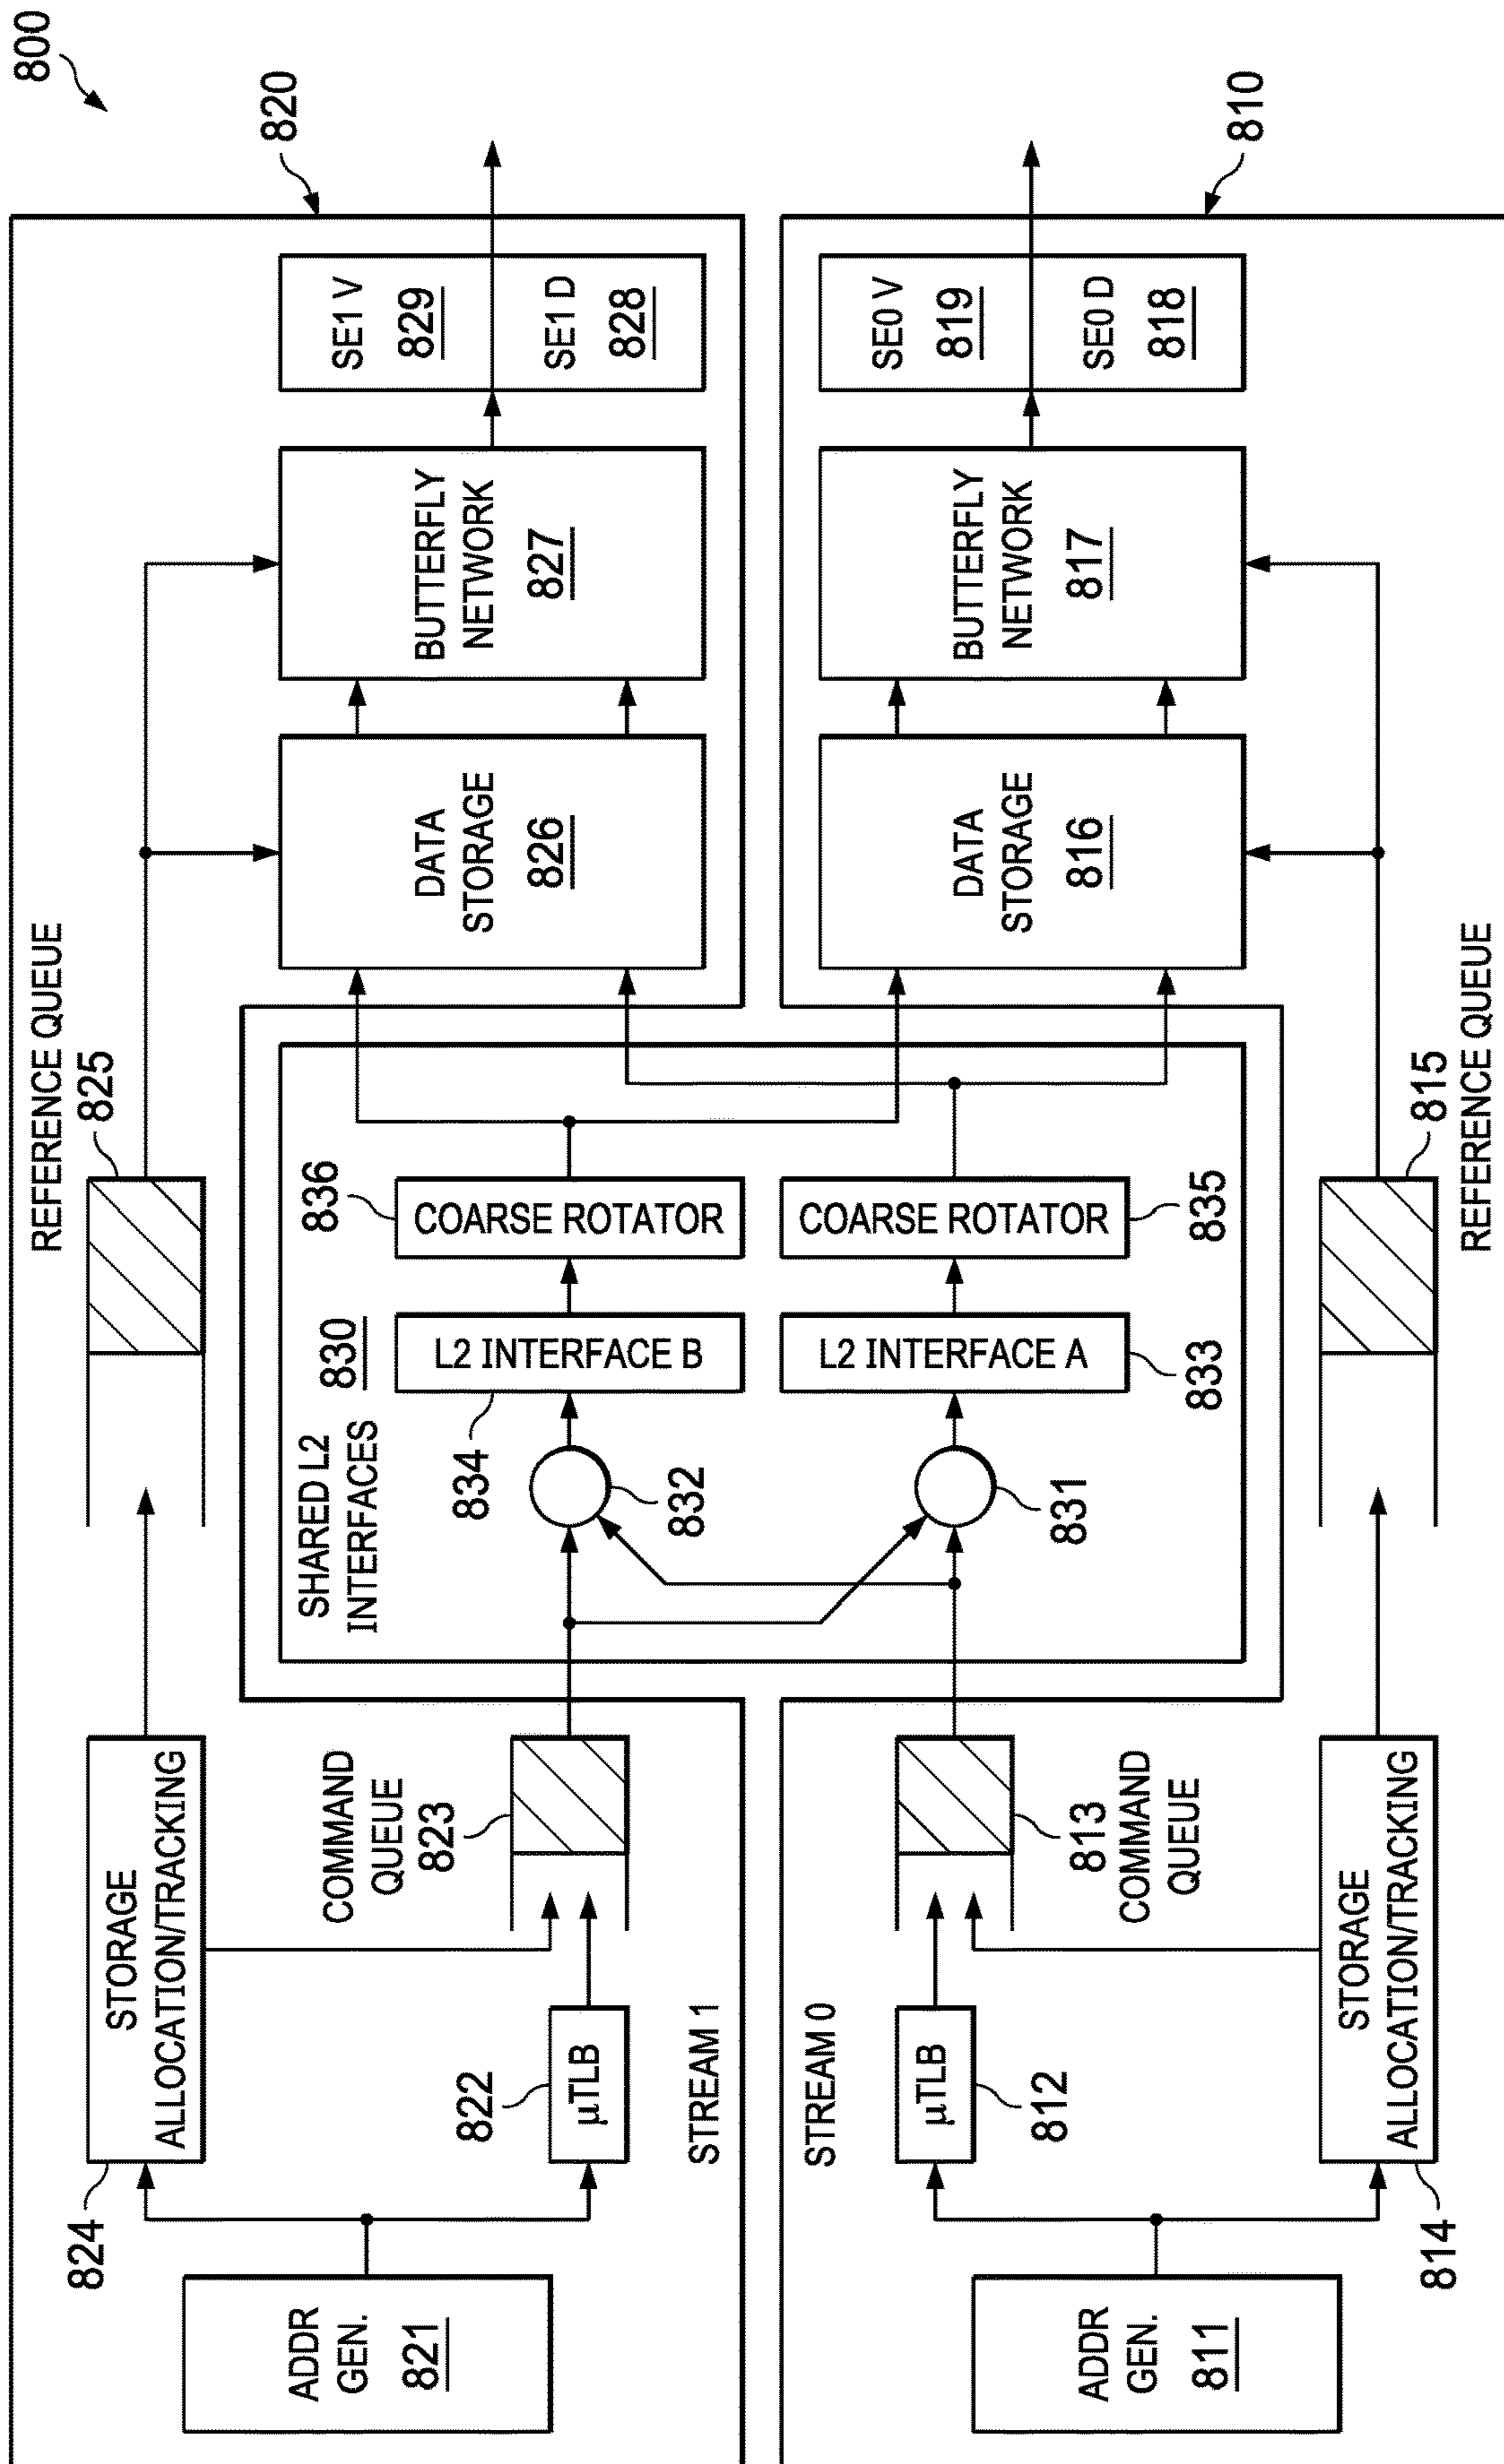 800
820
REFERENCE QUEUE
825
824
STORAGE
ALLOCATION/TRACKING
ADDR
GEN.
821
822
µTLB
COMMAND
QUEUE
823
STREAM 1
SHARED L2
INTERFACES
830
834
L2 INTERFACE B
832
836
COARSE ROTATOR
DATA
STORAGE
826
BUTTERFLY
NETWORK
827
SE1 V
829
SE1 D
828
810
STREAM 0
ADDR
GEN.
811
µTLB
812
813
COMMAND
QUEUE
814
STORAGE
ALLOCATION/TRACKING
831
L2 INTERFACE A
833
COARSE ROTATOR
835
DATA
STORAGE
816
BUTTERFLY
NETWORK
817
SE0 V
819
SE0 D
818
815
REFERENCE QUEUE